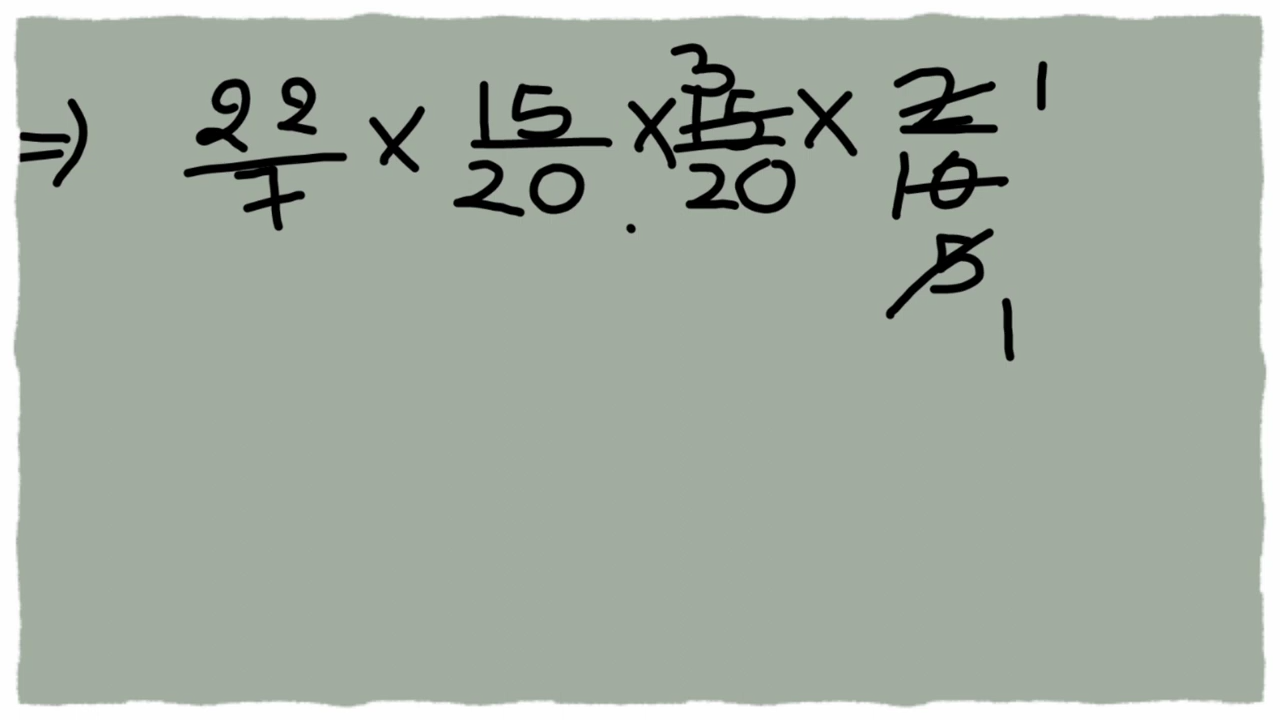 3 1
⇒) 22/7 × 15/20 × 15/20 × 2/10
.
5
1